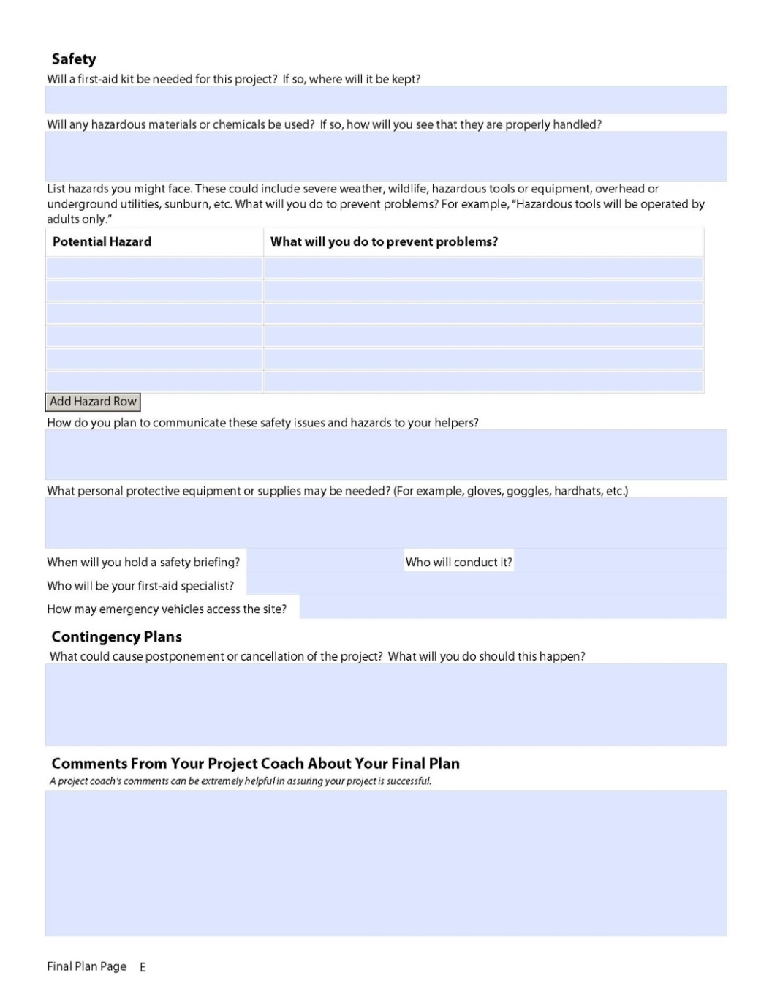 Safety
Will a first-aid kit be needed for this project? If so, where will it be kept?
Will any hazardous materials or chemicals be used? If so, how will you see that they are properly handled?
List hazards you might face. These could include severe weather, wildlife, hazardous tools or equipment, overhead or
underground utilities, sunburn, etc. What will you do to prevent problems? For example, “Hazardous tools will be operated by
adults only.”
Potential Hazard What will you do to prevent problems?
Add Hazard Row
How do you plan to communicate these safety issues and hazards to your helpers?
What personal protective equipment or supplies may be needed? (For example, gloves, goggles, hardhats, etc.)
When will you hold a safety briefing? Who will conduct it?
Who will be your first-aid specialist?
How may emergency vehicles access the site?
Contingency Plans
What could cause postponement or cancellation of the project? What will you do should this happen?
Comments From Your Project Coach About Your Final Plan
A project coach's comments can be extremely helpful in assuring your project is successful.
Final Plan Page E